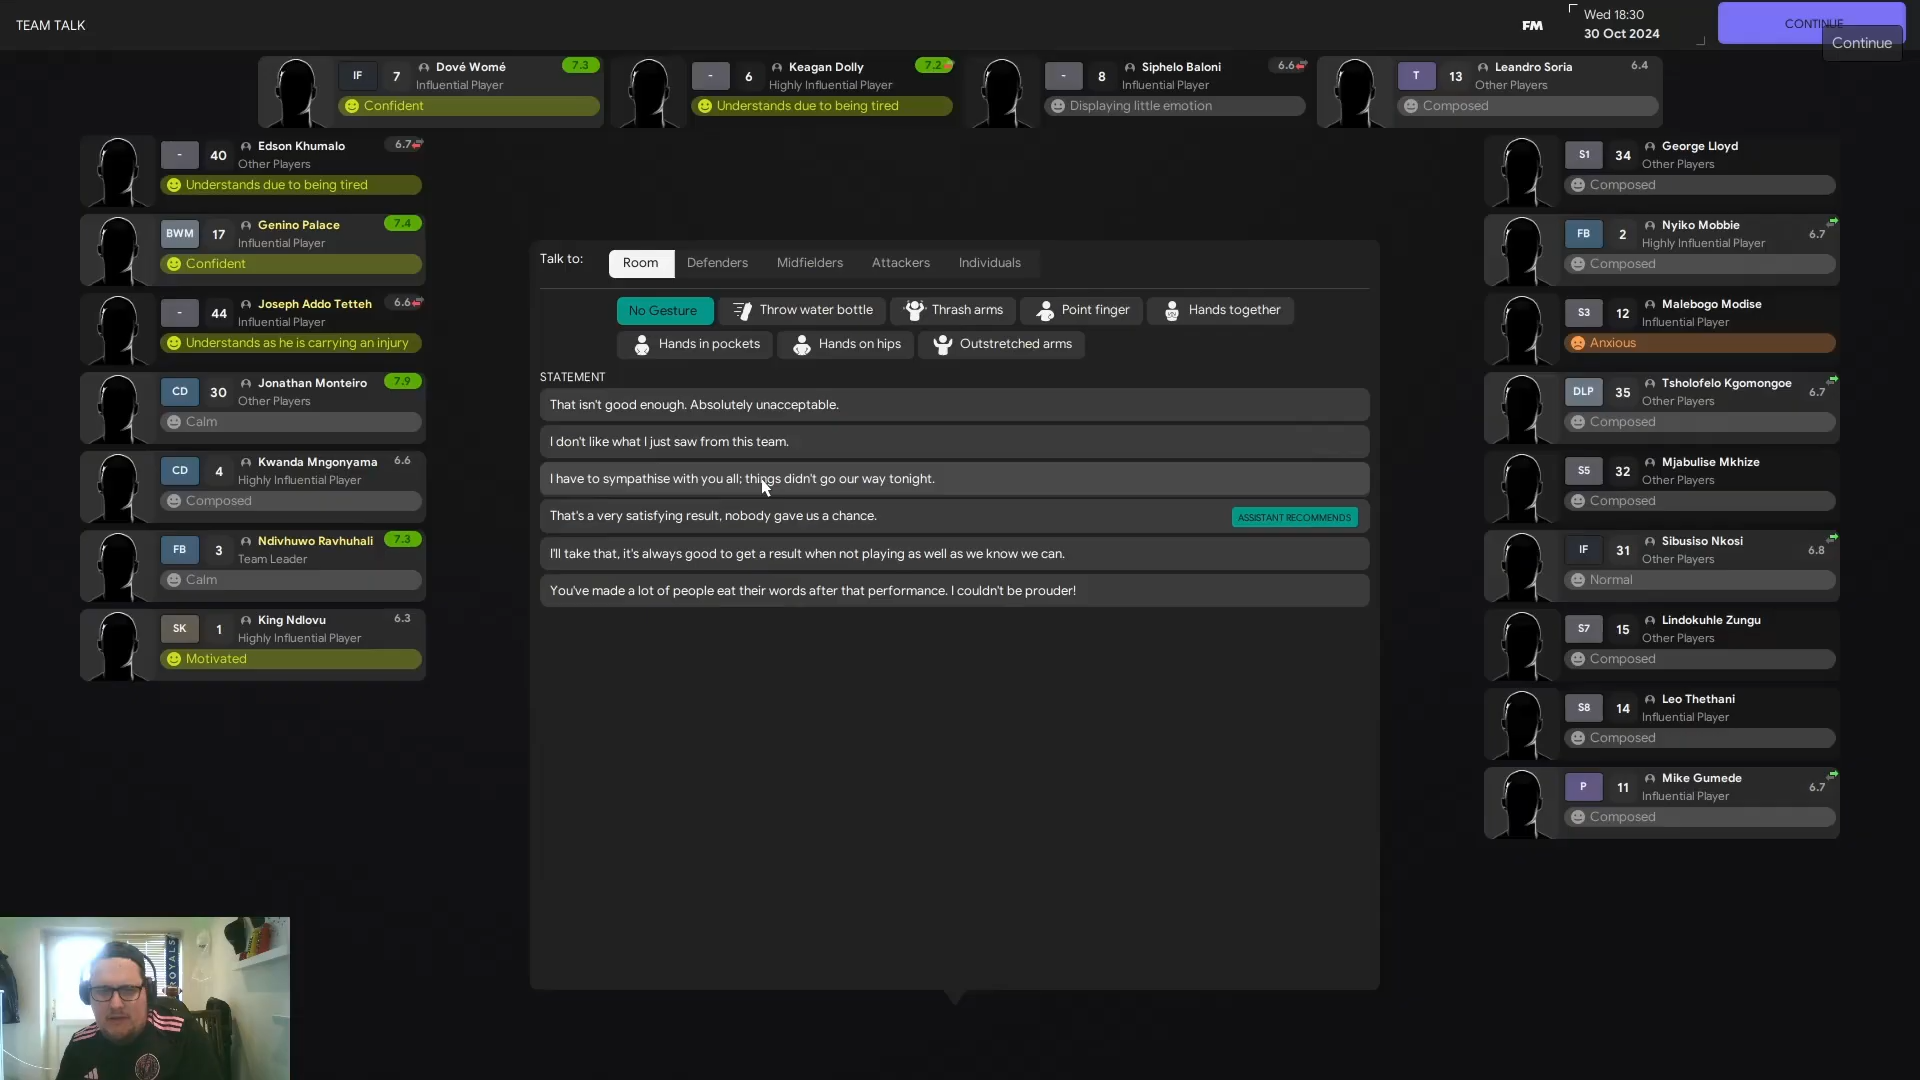 TEAM TALK
FM
Wed 18:30
30 Oct 2024
CONTINUE
Continue
IF 7 Dové Womé 7.3
Influential Player
Confident
- 6 Keagan Dolly 7.2
Highly Influential Player
Understands due to being tired
- 8 Siphelo Baloni 6.6
Influential Player
Displaying little emotion
T 13 Leandro Soria 6.4
Other Players
Composed
- 40 Edson Khumalo 6.7
Other Players
Understands due to being tired
BWM 17 Genino Palace 7.4
Influential Player
Confident
- 44 Joseph Addo Tetteh 6.6
Influential Player
Understands as he is carrying an injury
CD 30 Jonathan Monteiro 7.9
Other Players
Calm
CD 4 Kwanda Mngonyama 6.6
Highly Influential Player
Composed
FB 3 Ndivhuwo Ravhuhali 7.3
Team Leader
Calm
SK 1 King Ndlovu 6.3
Highly Influential Player
Motivated
Talk to: Room Defenders Midfielders Attackers Individuals
No Gesture Throw water bottle Thrash arms Point finger Hands together
Hands in pockets Hands on hips Outstretched arms
STATEMENT
That isn't good enough. Absolutely unacceptable.
I don't like what I just saw from this team.
I have to sympathise with you all; things didn't go our way tonight.
That's a very satisfying result, nobody gave us a chance. ASSISTANT RECOMMENDS
I'll take that, it's always good to get a result when not playing as well as we know we can.
You've made a lot of people eat their words after that performance. I couldn't be prouder!
S1 34 George Lloyd
Other Players
Composed
FB 2 Nyiko Mobbie 6.7
Highly Influential Player
Composed
S3 12 Malebogo Modise
Influential Player
Anxious
DLP 35 Tsholofelo Kgomongoe 6.7
Other Players
Composed
S5 32 Mjabulise Mkhize
Other Players
Composed
IF 31 Sibusiso Nkosi 6.8
Other Players
Normal
S7 15 Lindokuhle Zungu
Other Players
Composed
S8 14 Leo Thethani
Influential Player
Composed
P 11 Mike Gumede 6.7
Influential Player
Composed
ROYALS